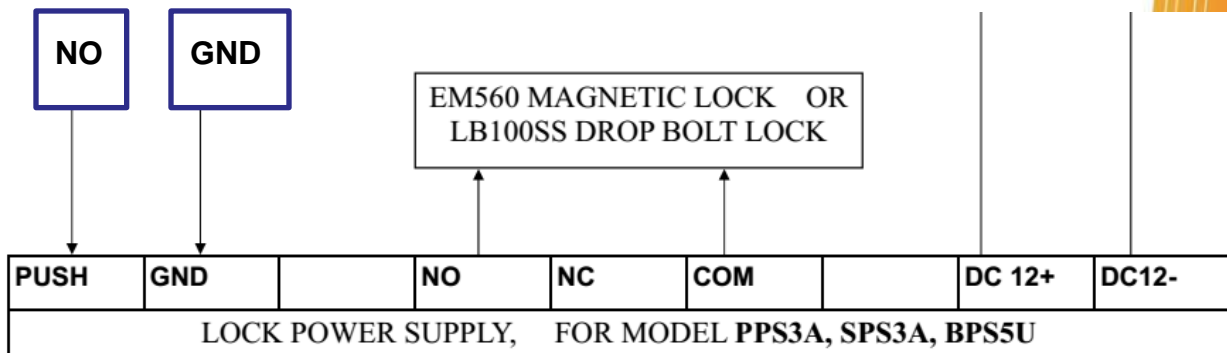 NO GND
EM560 MAGNETIC LOCK OR
LB100SS DROP BOLT LOCK
PUSH GND NO NC COM DC 12+ DC12-
LOCK POWER SUPPLY, FOR MODEL PPS3A, SPS3A, BPS5U